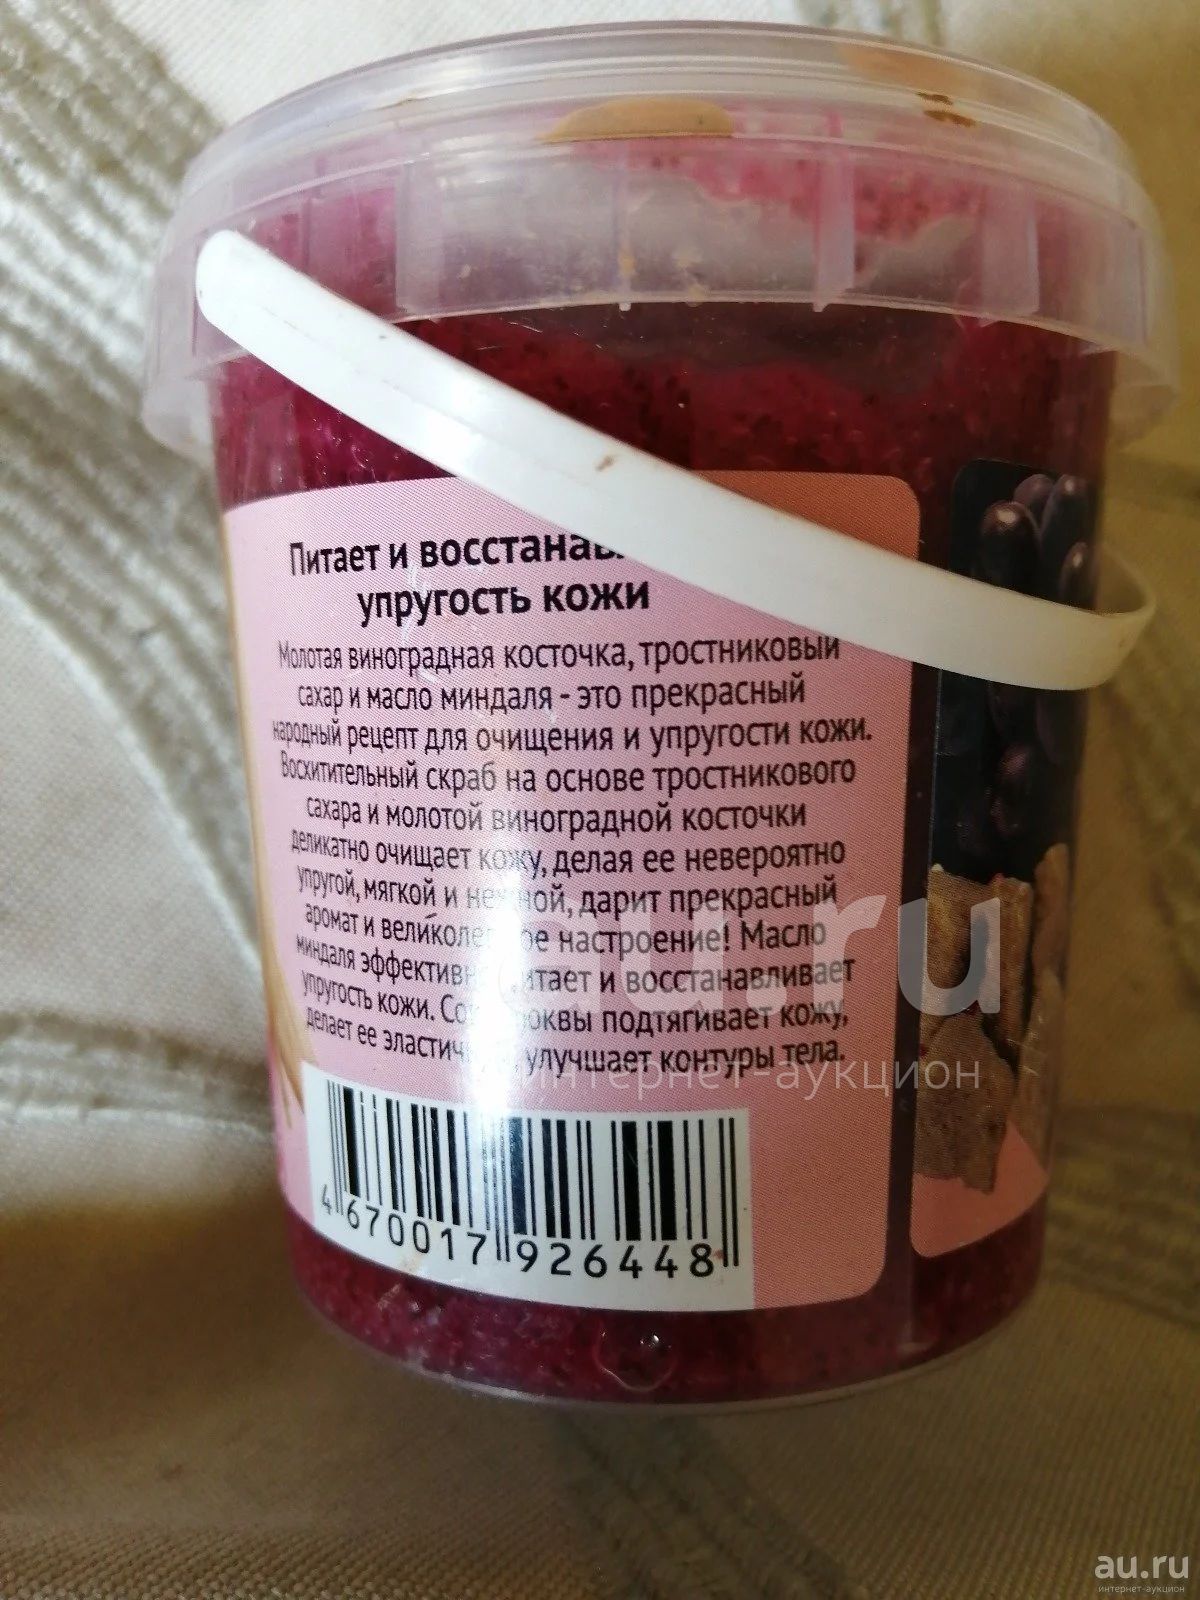 Питает и
упругость кожи
Молотая виноградная косточка, тростниковый
сахар и масло миндаля - это прекрасный
народный рецепт для очищения и упругости кожи.
Восхитительный скраб на основе тростникового
сахара и молотой виноградной косточки
деликатно очищает кожу, делая ее невероятно
упругой, мягкой и нежной, дарит прекрасный
аромат и великолепное настроение! Масло
миндаля эффективно питает и восстанавливает
упругость кожи. подтягивает кожу,
делает ее улучшает контуры тела.
4 670017 926448
au.ru
интернет-аукцион
au.ru
интернет-аукцион